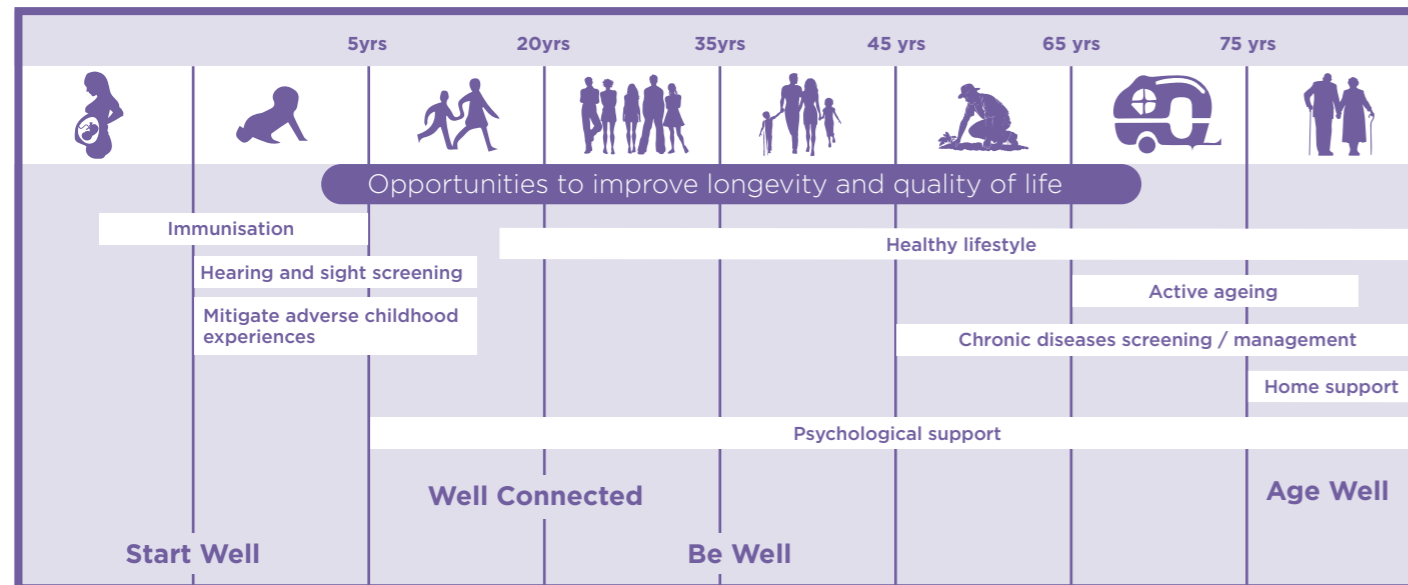 5yrs 20yrs 35yrs 45 yrs 65 yrs 75 yrs
Opportunities to improve longevity and quality of life
Immunisation
Healthy lifestyle
Hearing and sight screening
Active ageing
Mitigate adverse childhood
experiences
Chronic diseases screening / management
Home support
Psychological support
Well Connected
Age Well
Start Well
Be Well